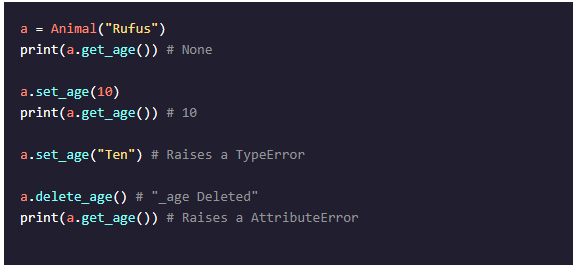 a = Animal("Rufus")
print(a.get_age()) # None
a.set_age(10)
print(a.get_age()) # 10
a.set_age("Ten") # Raises a TypeError
a.delete_age() # "_age Deleted"
print(a.get_age()) # Raises a AttributeError